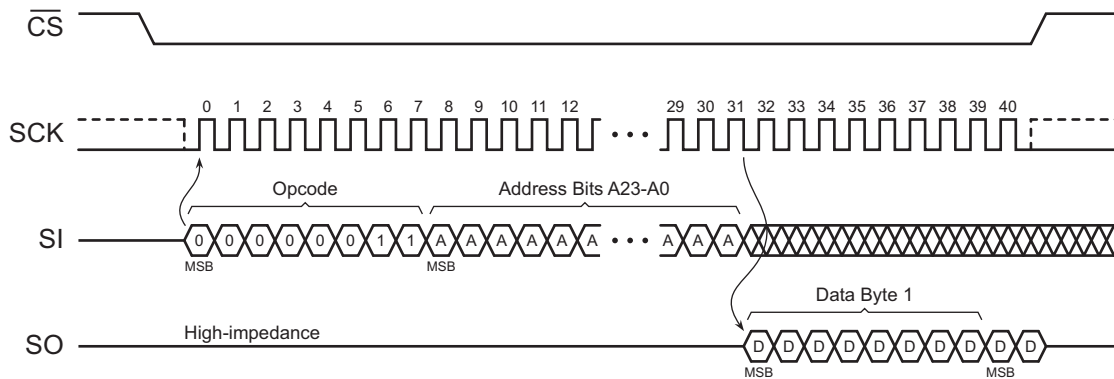 CS
0 1 2 3 4 5 6 7 8 9 10 11 12 29 30 31 32 33 34 35 36 37 38 39 40
SCK
Opcode Address Bits A23-A0
SI 0 0 0 0 0 0 1 1 A A A A A A A A A
MSB MSB
Data Byte 1
High-impedance
SO D D D D D D D D D D
MSB MSB